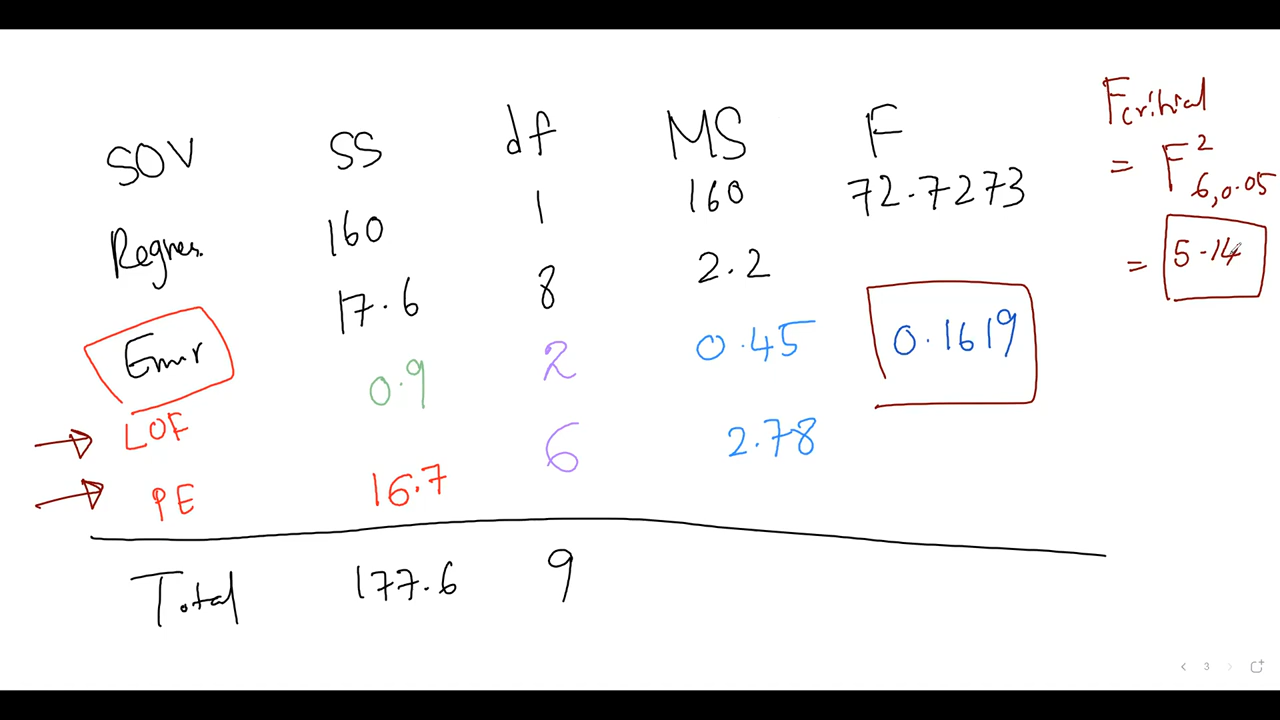 SOV SS df MS F
Regres. 160 1 160 72.7273
Error 17.6 8 2.2
LOF 0.9 2 0.45 0.1619
PE 16.7 6 2.78
Total 177.6 9
Fcritical
= F²6,0.05
= 5.14
3